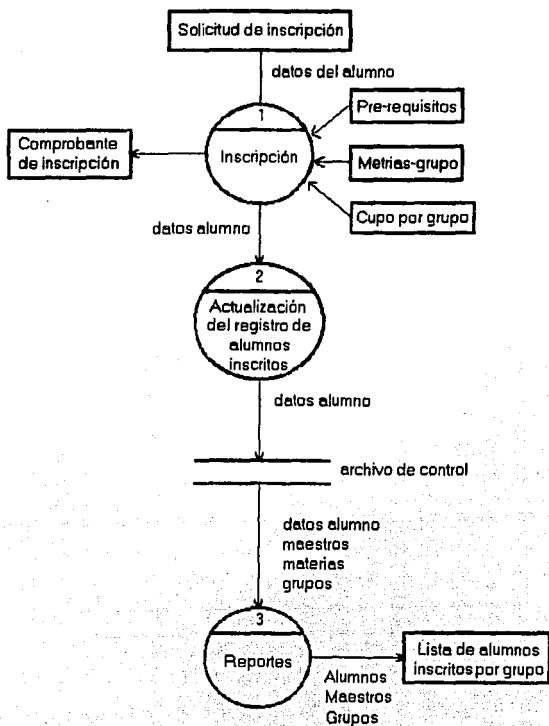 Solicitud de inscripción
datos del alumno
1
Inscripción
Pre-requisitos
Metrias-grupo
Cupo por grupo
Comprobante
de inscripción
datos alumno
2
Actualización
del registro de
alumnos
inscritos
datos alumno
archivo de control
datos alumno
maestros
materias
grupos
3
Reportes
Alumnos
Maestros
Grupos
Lista de alumnos
inscritos por grupo